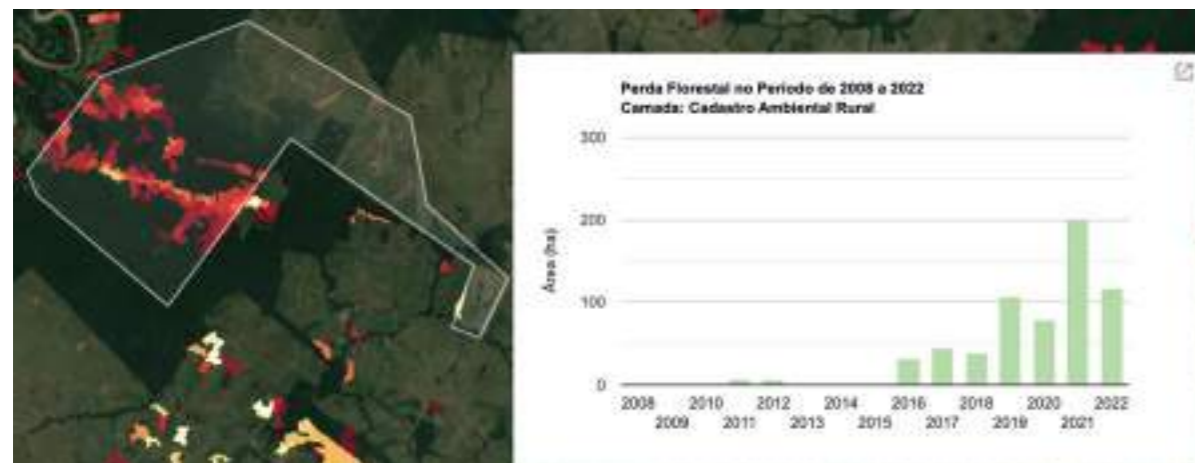 Perda Florestal no Período de 2008 a 2022
Camada: Cadastro Ambiental Rural
300
200
100
0
Área (ha)
2008 2010 2012 2014 2016 2018 2020 2022
2009 2011 2013 2015 2017 2019 2021